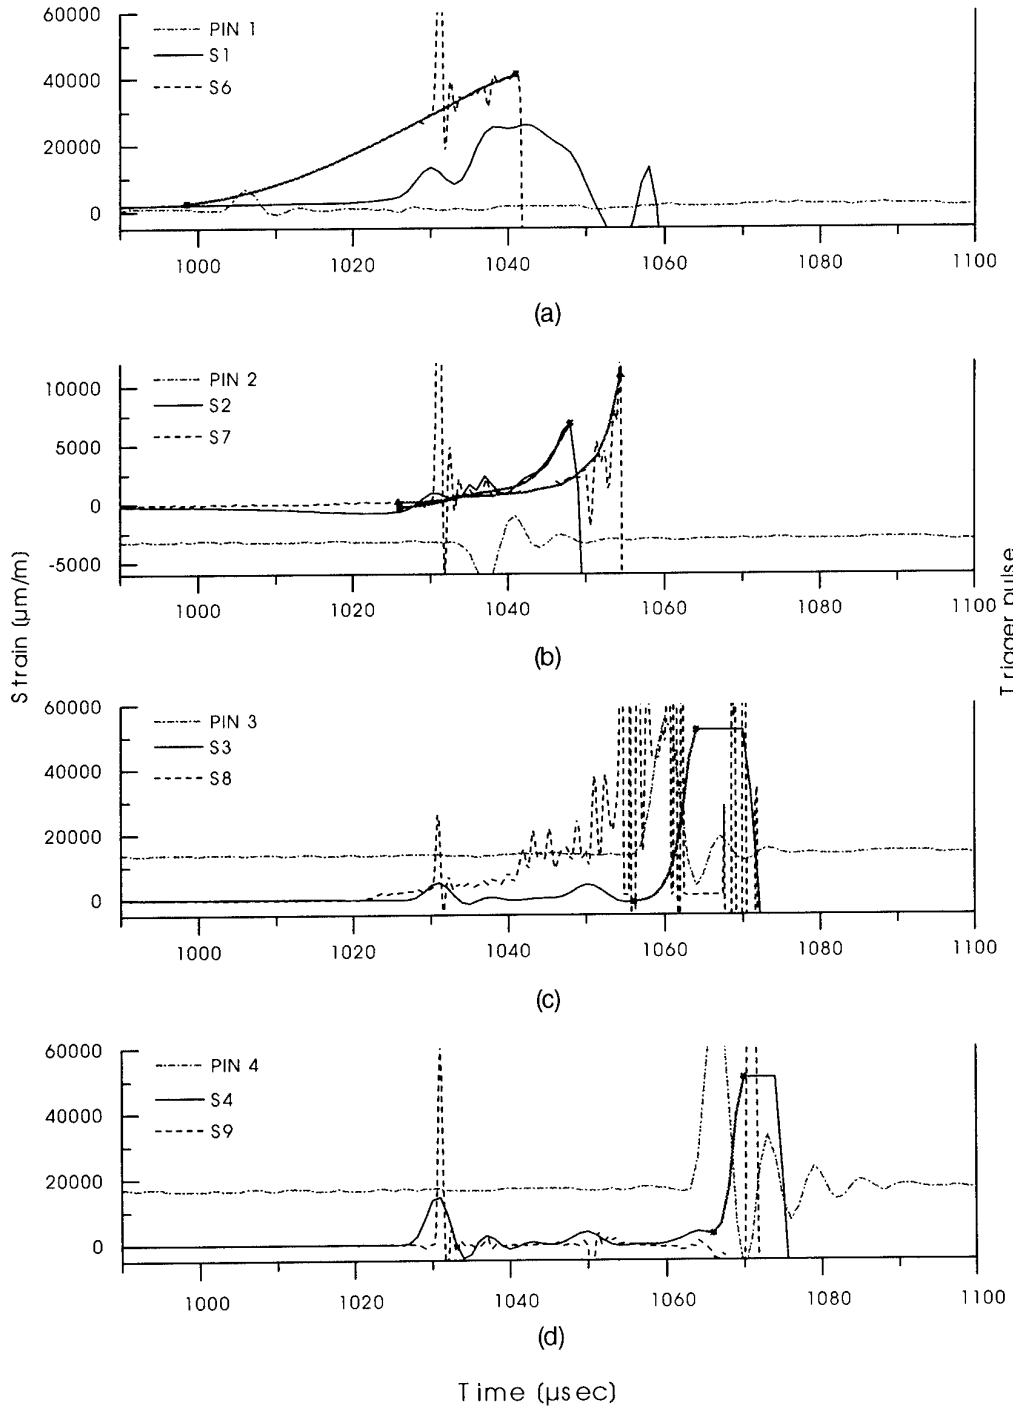 60000
40000
20000
0
PIN 1
S1
S6
1000 1020 1040 1060 1080 1100
(a)
10000
5000
0
-5000
PIN 2
S2
S7
1000 1020 1040 1060 1080 1100
(b)
Strain (μm/m)
Trigger pulse
60000
40000
20000
0
PIN 3
S3
S8
1000 1020 1040 1060 1080 1100
(c)
60000
40000
20000
0
PIN 4
S4
S9
1000 1020 1040 1060 1080 1100
(d)
Time (μsec)